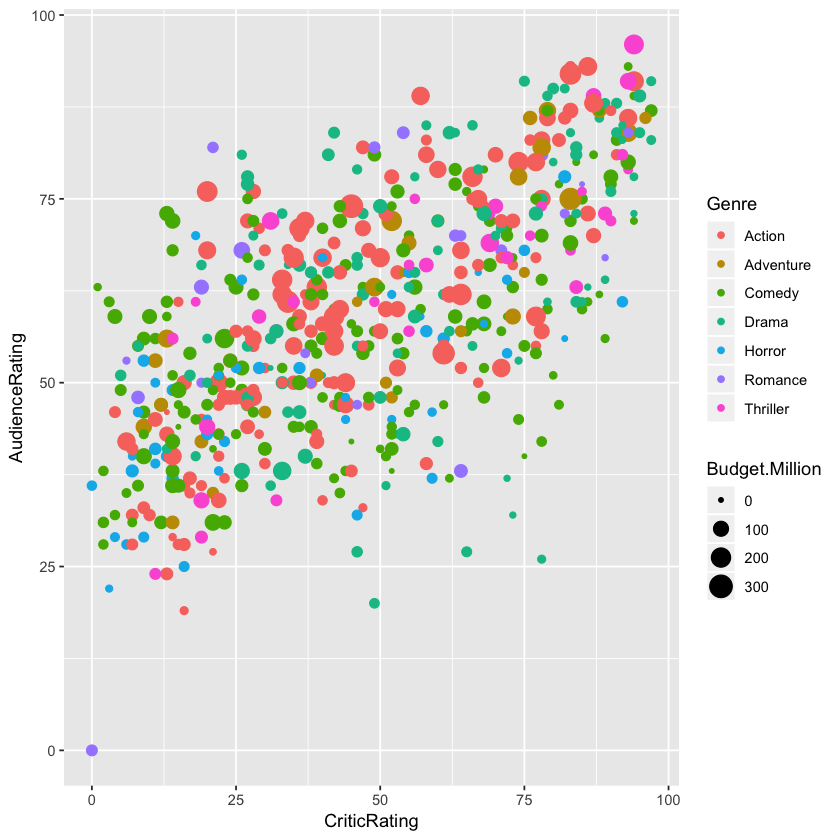 100
75
50
25
0
AudienceRating
0
25
50
75
100
CriticRating
Genre
Action
Adventure
Comedy
Drama
Horror
Romance
Thriller
Budget.Million
0
100
200
300